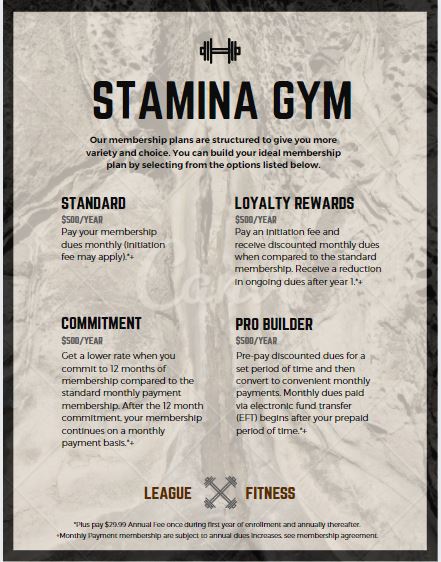 STAMINA GYM
Our membership plans are structured to give you more
variety and choice. You can build your ideal membership
plan by selecting from the options listed below.
STANDARD
$500/YEAR
Pay your membership
dues monthly (initiation
fee may apply).*+
LOYALTY REWARDS
$500/YEAR
Pay an initiation fee and
receive discounted monthly dues
when compared to the standard
membership. Receive a reduction
in ongoing dues after year 1.*+
COMMITMENT
$500/YEAR
Get a lower rate when you
commit to 12 months of
membership compared to the
standard monthly payment
membership. After the 12 month
commitment, your membership
continues on a monthly
payment basis.*+
PRO BUILDER
$500/YEAR
Pre-pay discounted dues for a
set period of time and then
convert to convenient monthly
payments. Monthly dues paid
via electronic fund transfer
(EFT) begins after your prepaid
period of time.*+
LEAGUE FITNESS
*Plus pay $29.99 Annual Fee once during first year of enrollment and annually thereafter.
+Monthly Payment membership are subject to annual dues increases, see membership agreement.
Canva